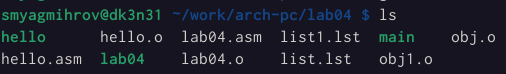 smyagmihrov@dk3n31 ~/work/arch-pc/lab04 $ ls
hello hello.o lab04.asm list1.lst main obj.o
hello.asm lab04 lab04.o list.lst obj1.o